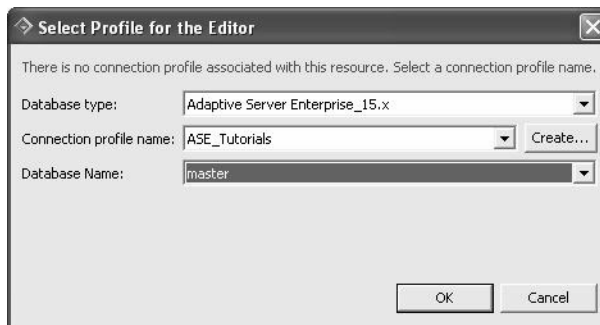 Select Profile for the Editor
There is no connection profile associated with this resource. Select a connection profile name.
Database type: Adaptive Server Enterprise_15.x
Connection profile name: ASE_Tutorials Create...
Database Name: master
OK Cancel